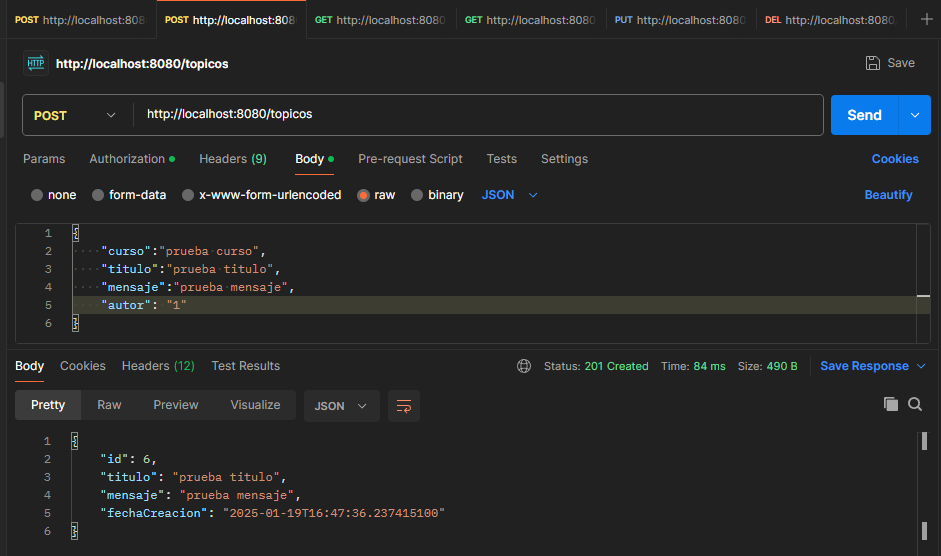 POST http://localhost:808 POST http://localhost:808 GET http://localhost:8080 GET http://localhost:8080 PUT http://localhost:8080 DEL http://localhost:8080
HTTP http://localhost:8080/topicos Save
POST http://localhost:8080/topicos Send
Params Authorization Headers (9) Body Pre-request Script Tests Settings Cookies
none form-data x-www-form-urlencoded raw binary JSON Beautify
1 {
2 "curso":"prueba curso",
3 "titulo":"prueba titulo",
4 "mensaje":"prueba mensaje",
5 "autor": "1"
6 }
Body Cookies Headers (12) Test Results Status: 201 Created Time: 84 ms Size: 490 B Save Response
Pretty Raw Preview Visualize JSON
1 {
2 "id": 6,
3 "titulo": "prueba titulo",
4 "mensaje": "prueba mensaje",
5 "fechaCreacion": "2025-01-19T16:47:36.237415100"
6 }